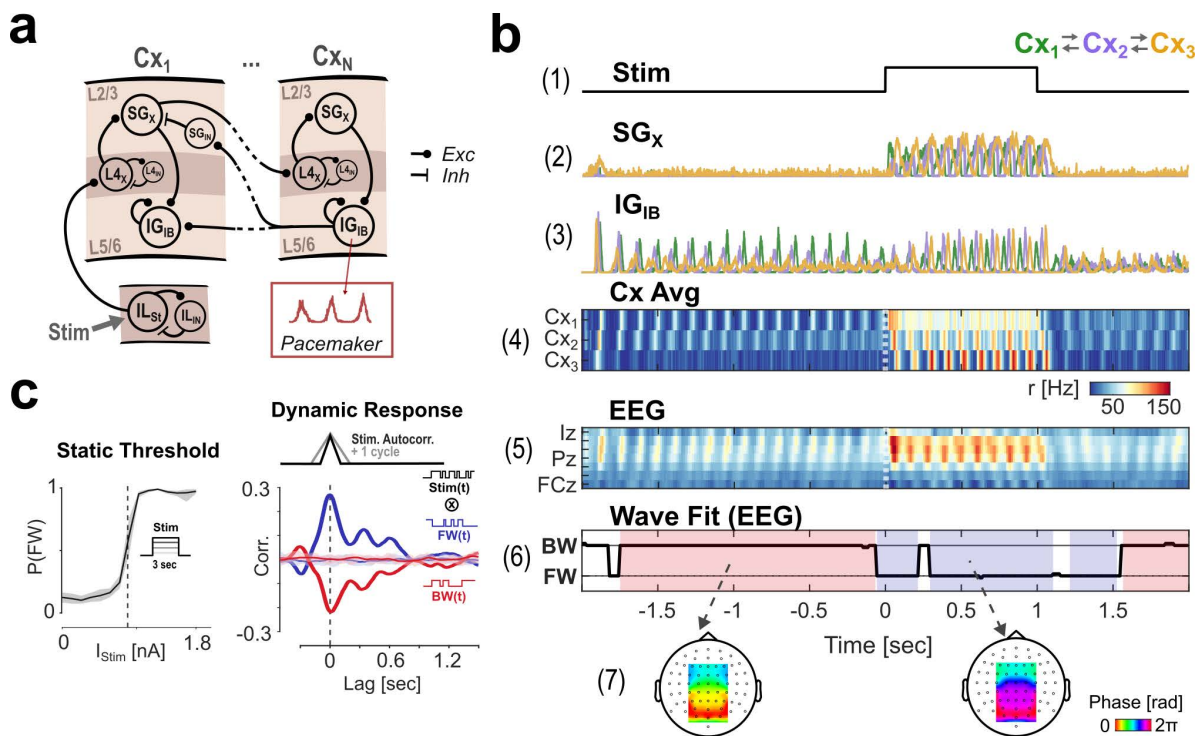 a
Cx1 ... CxN
L2/3
SGX
SGIN
SGX
L4X
L4IN
L4X
L4IN
IGIB
IGIB
L5/6
L5/6
Exc
Inh
ILSt
ILIN
Stim
Pacemaker
b
Cx1 ⇄ Cx2 ⇄ Cx3
(1) Stim
SGX
(2)
IGIB
(3)
Cx Avg
(4)
Cx1
Cx2
Cx3
r [Hz]
50 150
EEG
(5)
Iz
Pz
FCz
Wave Fit (EEG)
(6)
BW
FW
-1.5 -1 -0.5 0 0.5 1 1.5
Time [sec]
(7)
Phase [rad]
0 2π
c
Static Threshold
P(FW)
1
0
Stim
3 sec
0 1.8
IStim [nA]
Dynamic Response
Stim. Autocorr.
+ 1 cycle
Corr.
0.3
-0.3
Stim(t)
⊗
FW(t)
BW(t)
0 0.6 1.2
Lag [sec]